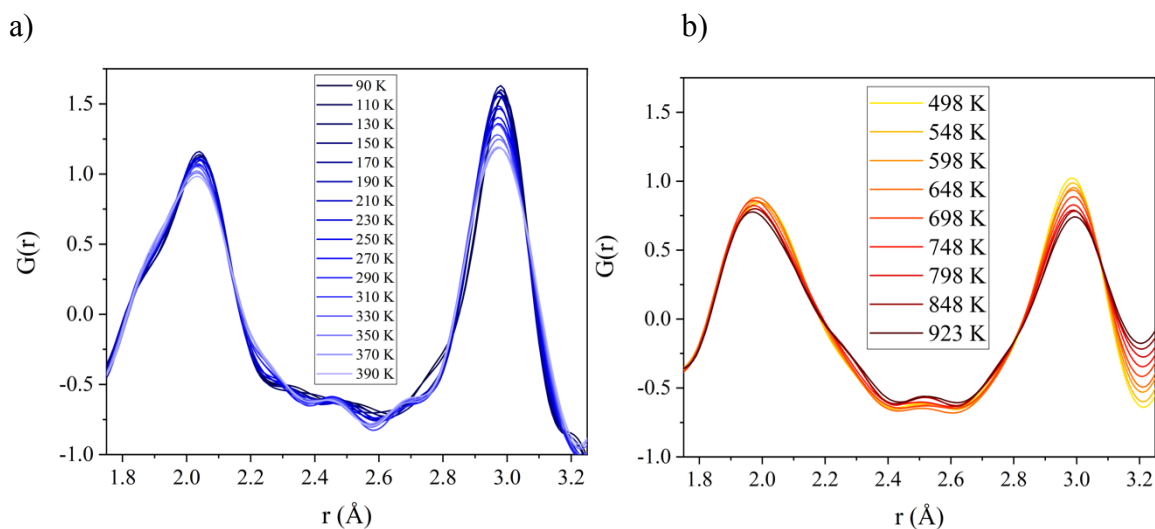 a)
b)
1.5
1.0
0.5
0.0
-0.5
-1.0
G(r)
90 K
110 K
130 K
150 K
170 K
190 K
210 K
230 K
250 K
270 K
290 K
310 K
330 K
350 K
370 K
390 K
1.8 2.0 2.2 2.4 2.6 2.8 3.0 3.2
r (Å)
1.5
1.0
0.5
0.0
-0.5
-1.0
G(r)
498 K
548 K
598 K
648 K
698 K
748 K
798 K
848 K
923 K
1.8 2.0 2.2 2.4 2.6 2.8 3.0 3.2
r (Å)